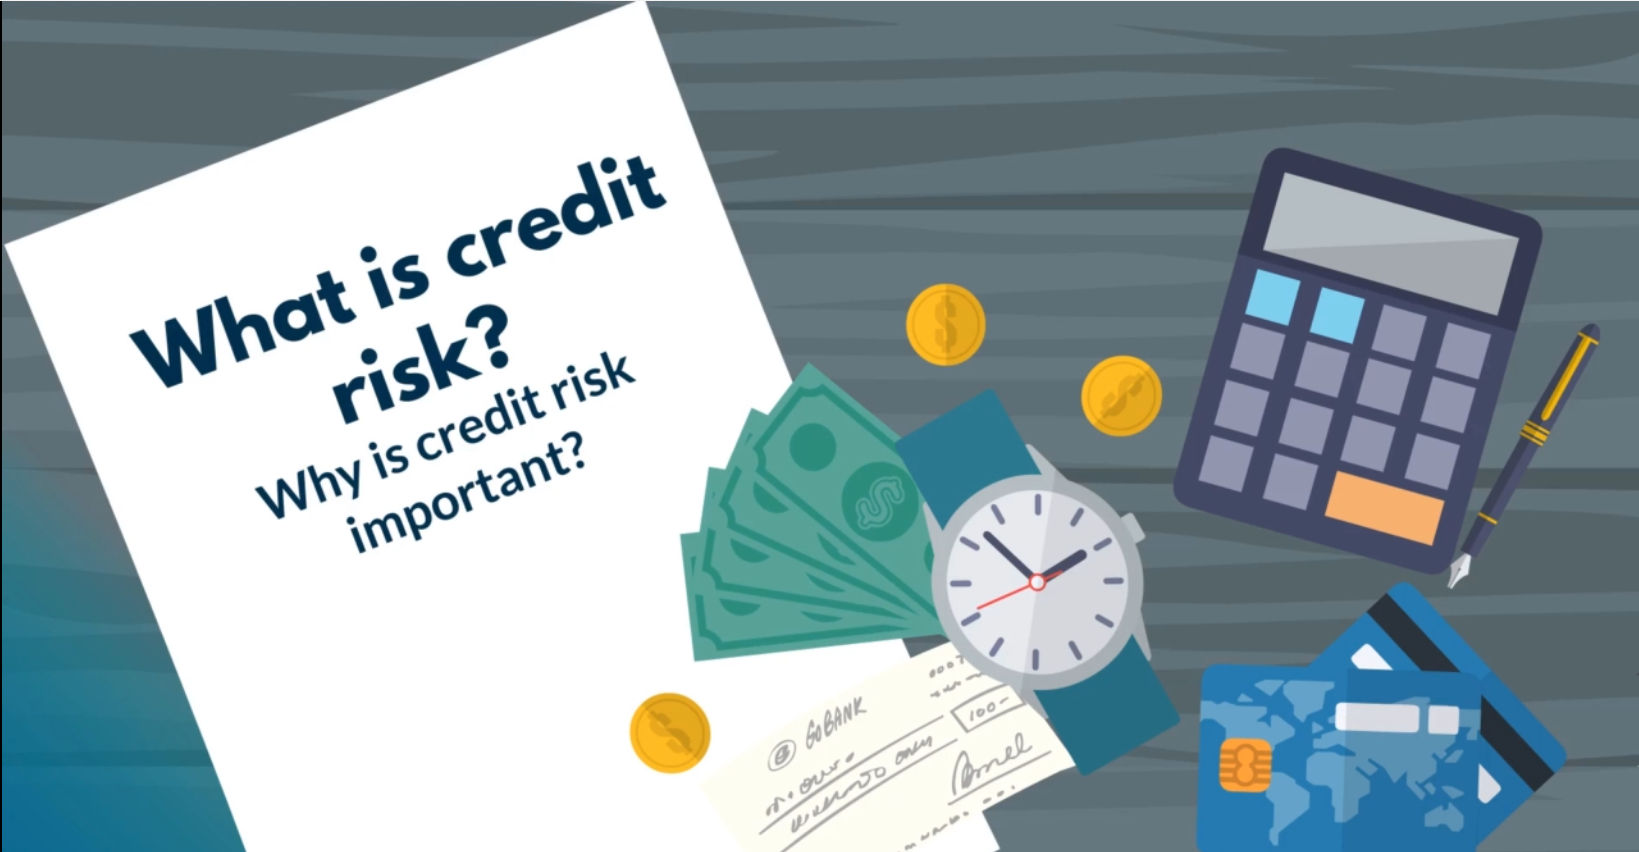 What is credit
risk?
Why is credit risk
important?
GOBANK
100-